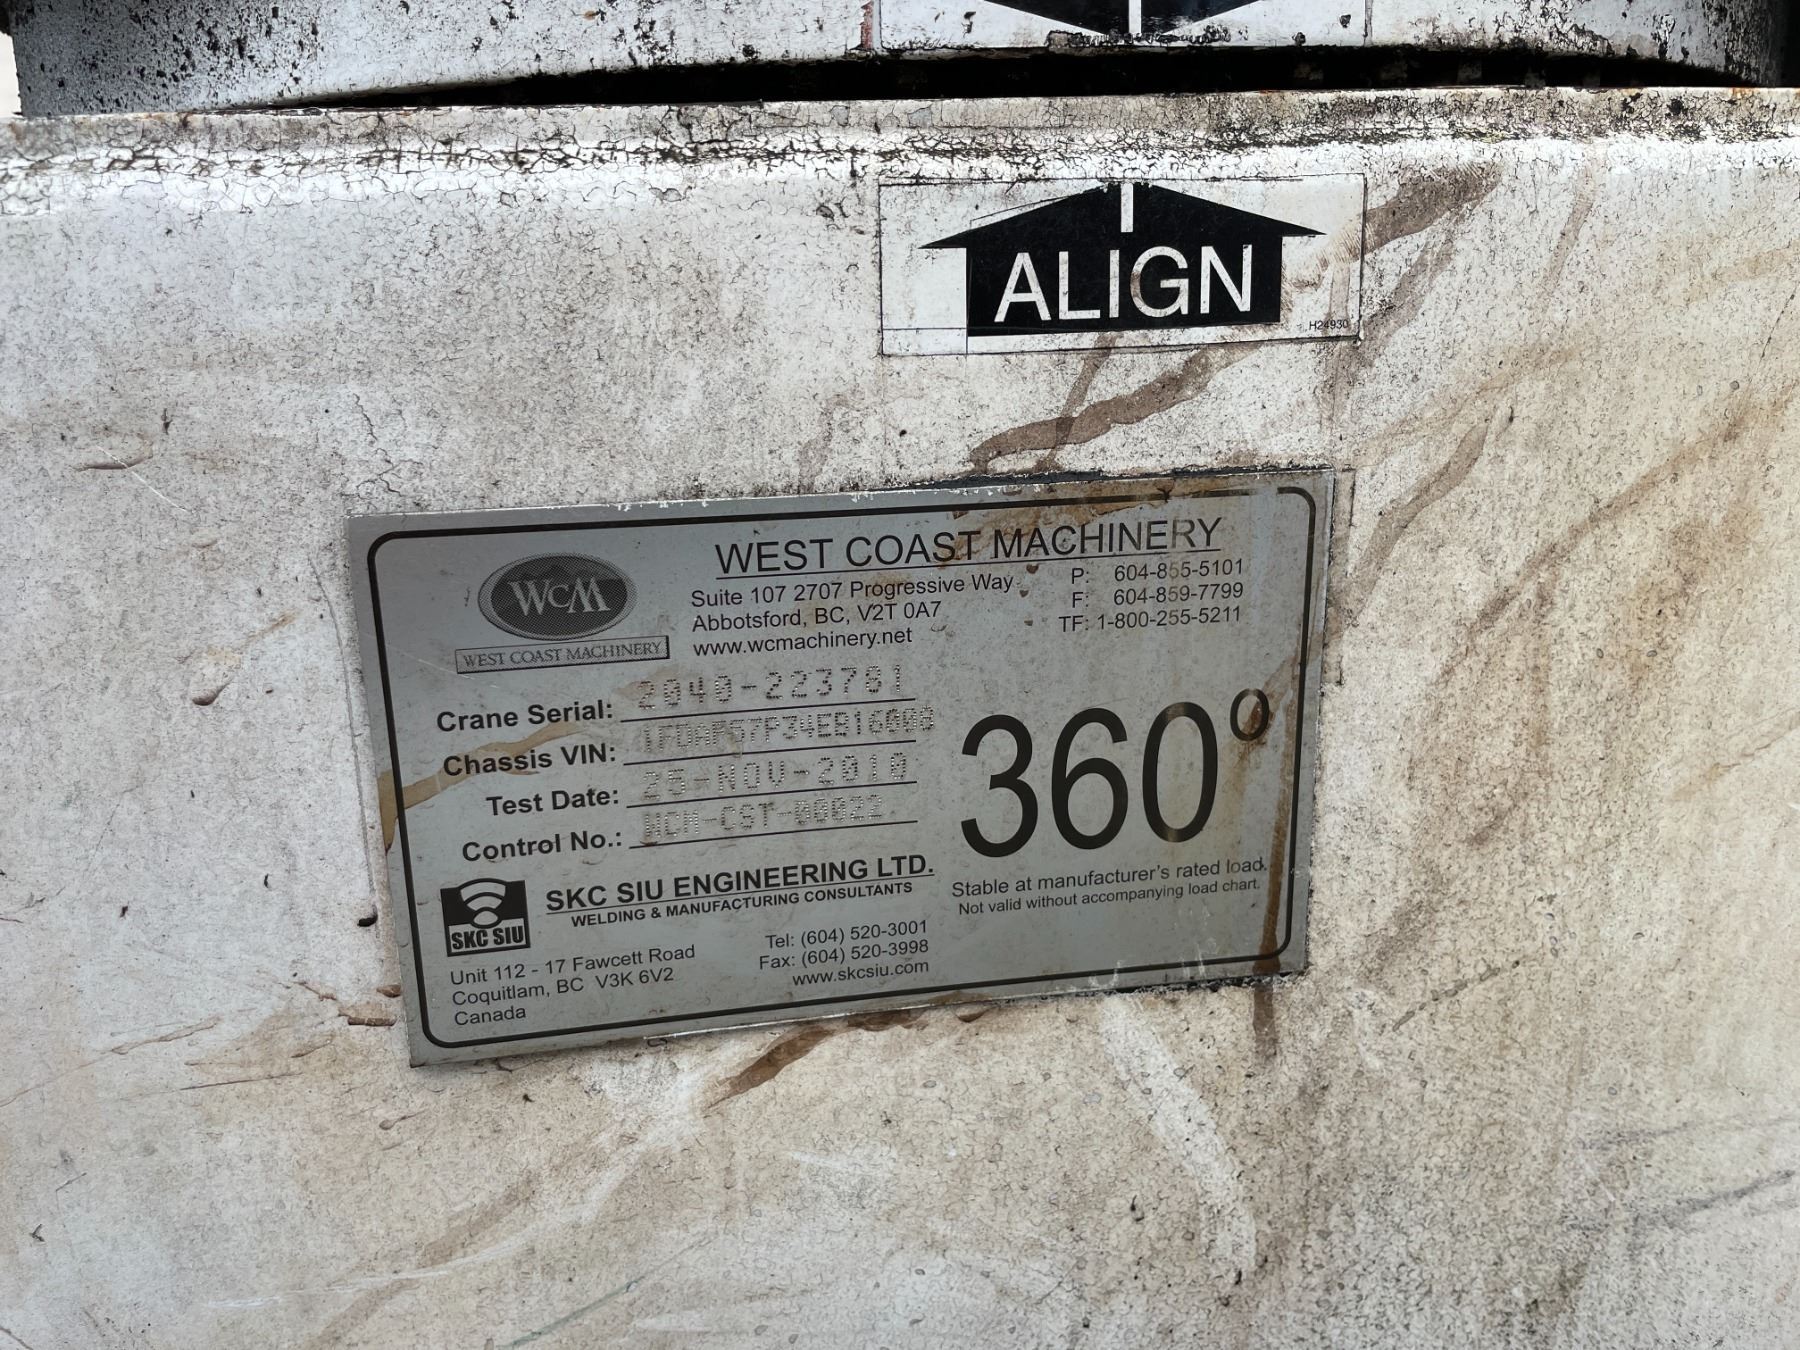 ALIGN
H24930
WCM
WEST COAST MACHINERY
WEST COAST MACHINERY
Suite 107 2707 Progressive Way
Abbotsford, BC, V2T 0A7
www.wcmachinery.net
P: 604-855-5101
F: 604-859-7799
TF: 1-800-255-5211
Crane Serial: 2040-223781
Chassis VIN: 1FDAF57P34EB16008
Test Date: 25-NOV-2010
Control No.: WCM-CST-00022
360°
Stable at manufacturer's rated load.
Not valid without accompanying load chart.
SKC SIU
SKC SIU ENGINEERING LTD.
WELDING & MANUFACTURING CONSULTANTS
Unit 112 - 17 Fawcett Road
Coquitlam, BC V3K 6V2
Canada
Tel: (604) 520-3001
Fax: (604) 520-3998
www.skcsiu.com